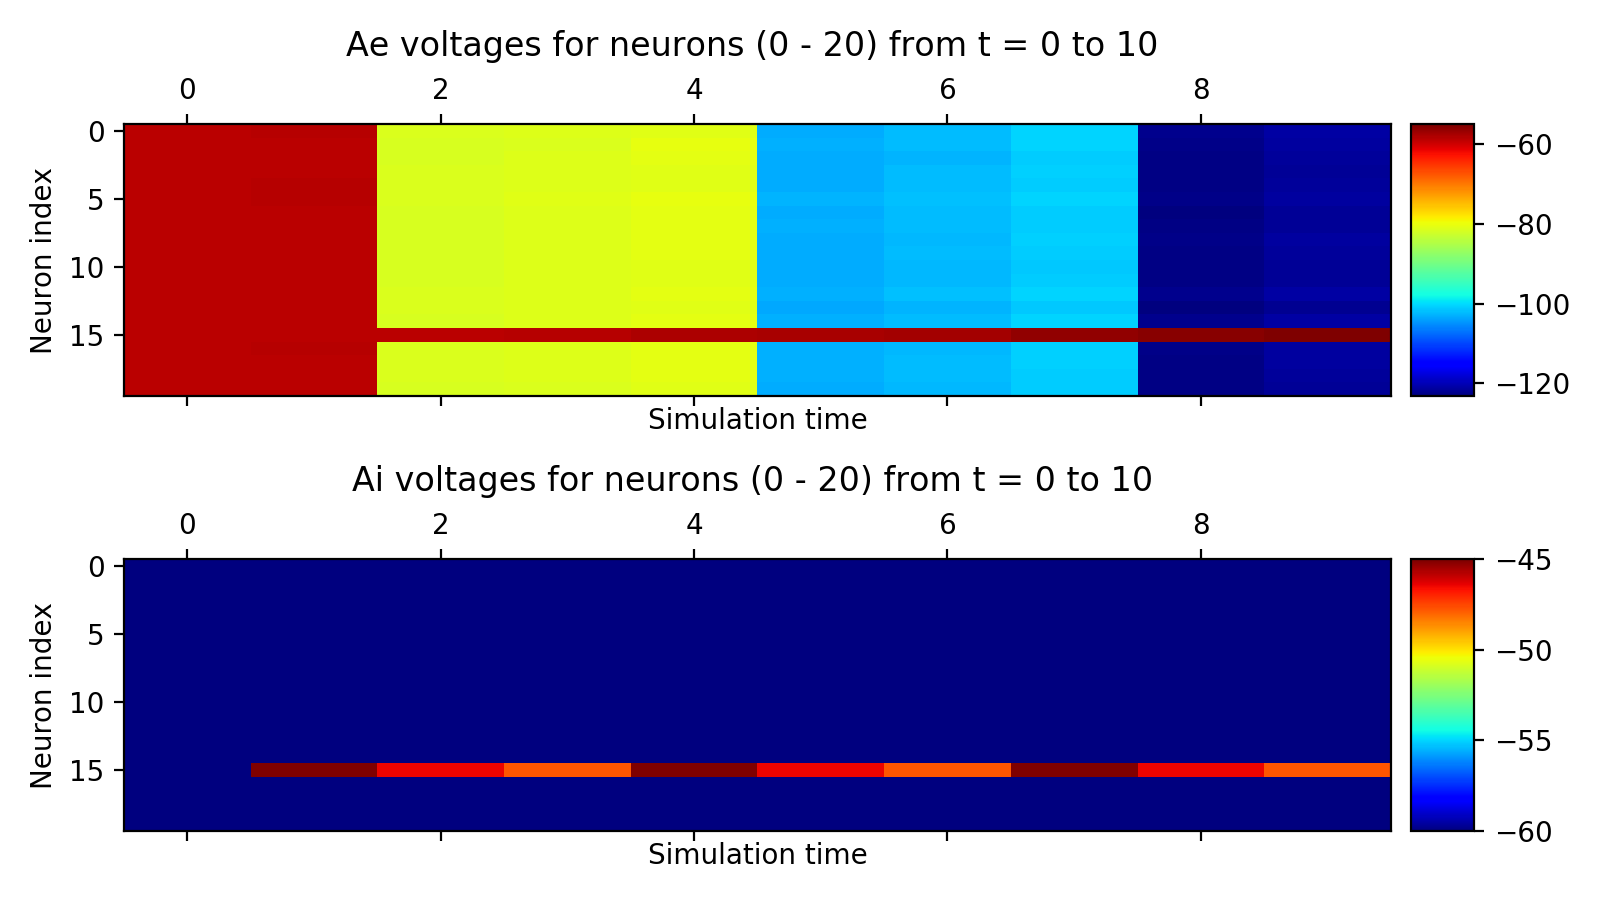 Ae voltages for neurons (0 - 20) from t = 0 to 10
0 2 4 6 8
Neuron index
0
5
10
15
Simulation time
−60
−80
−100
−120
Ai voltages for neurons (0 - 20) from t = 0 to 10
0 2 4 6 8
Neuron index
0
5
10
15
Simulation time
−45
−50
−55
−60